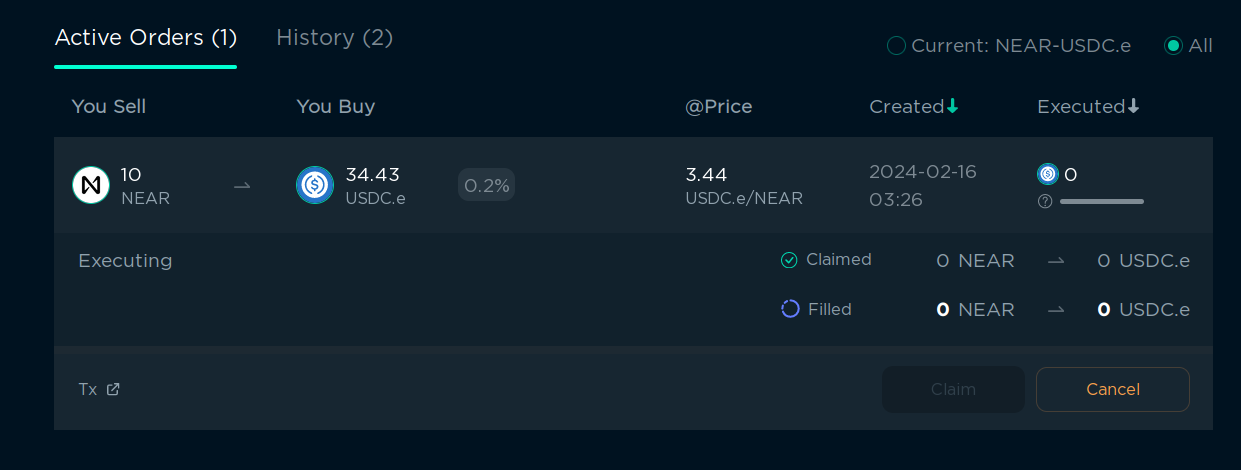 Active Orders (1) History (2)
Current: NEAR-USDC.e All
You Sell You Buy @Price Created Executed
10 34.43 0.2% 3.44 2024-02-16 0
NEAR USDC.e USDC.e/NEAR 03:26 ?
Executing Claimed 0 NEAR 0 USDC.e
Filled 0 NEAR 0 USDC.e
Tx Claim Cancel